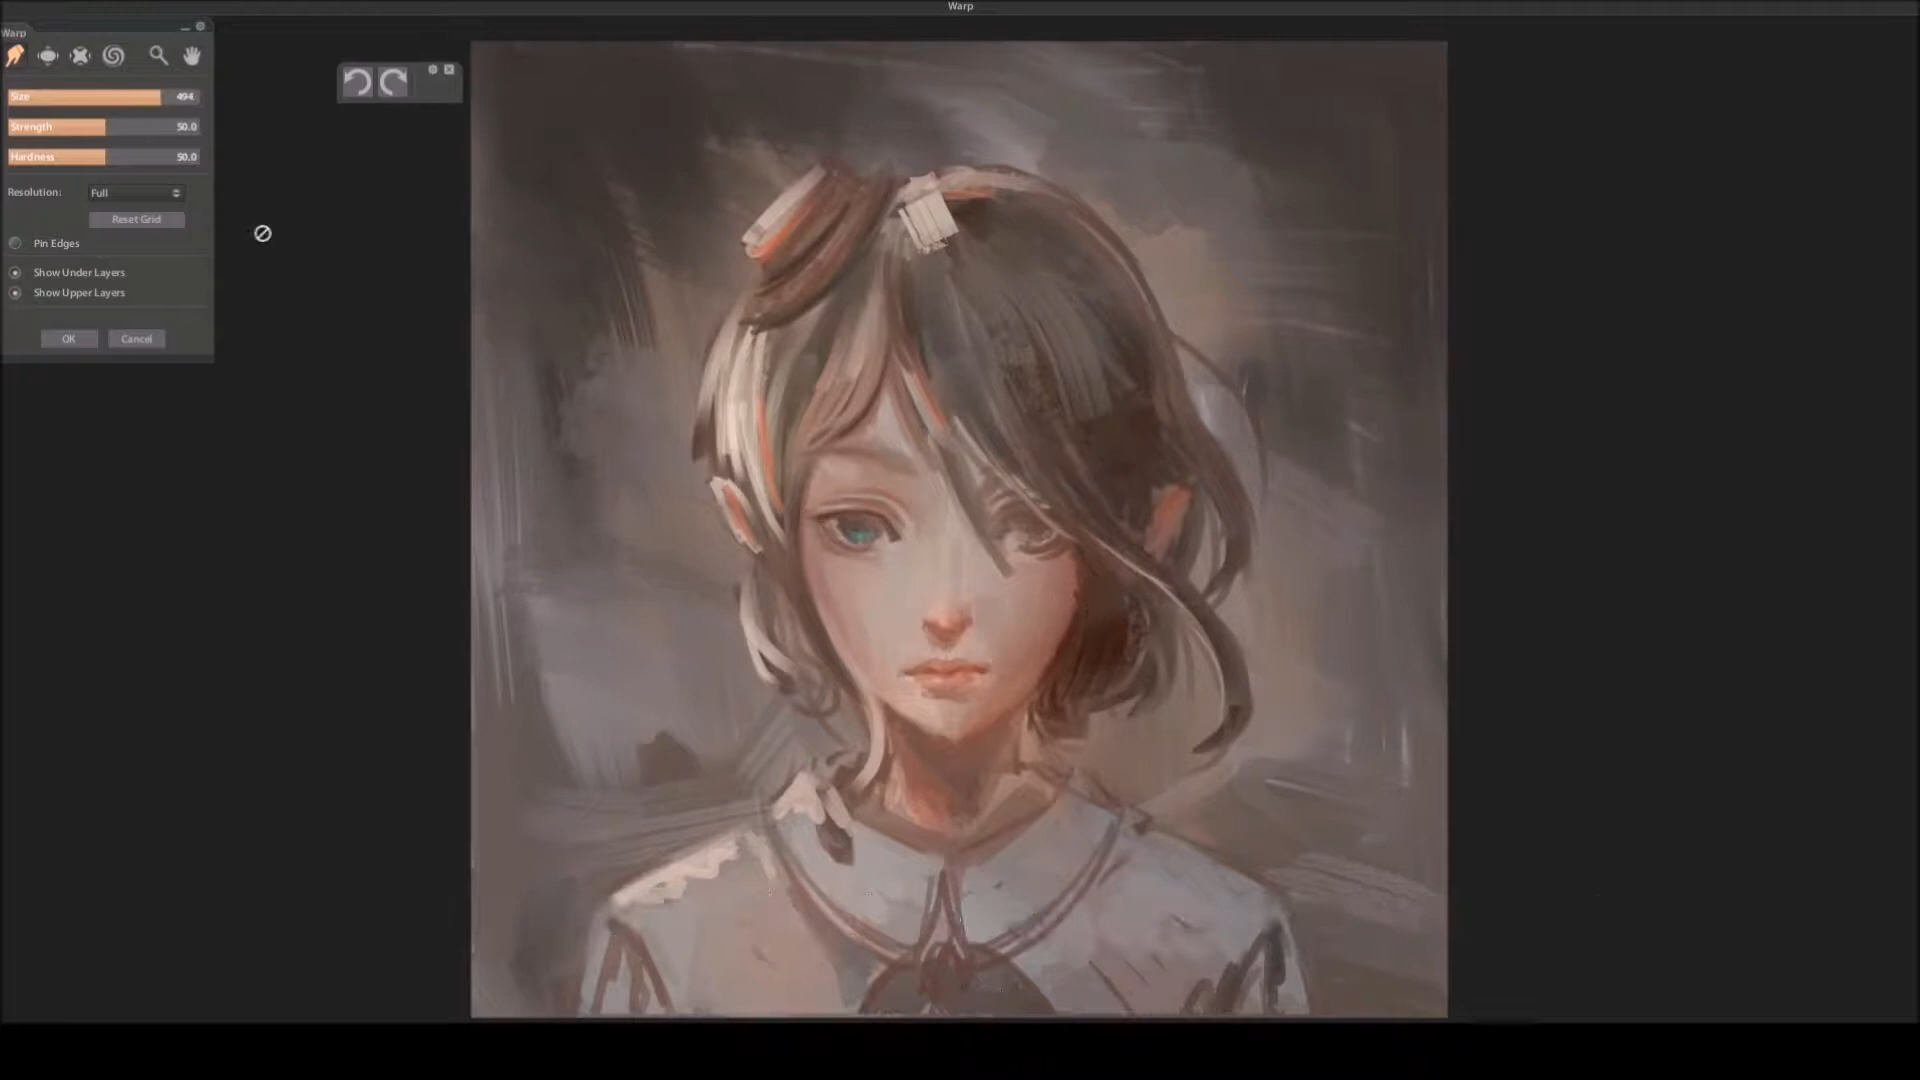 Warp
Warp
Size 494
Strength 50.0
Hardness 50.0
Resolution: Full
Reset Grid
Pin Edges
Show Under Layers
Show Upper Layers
OK Cancel